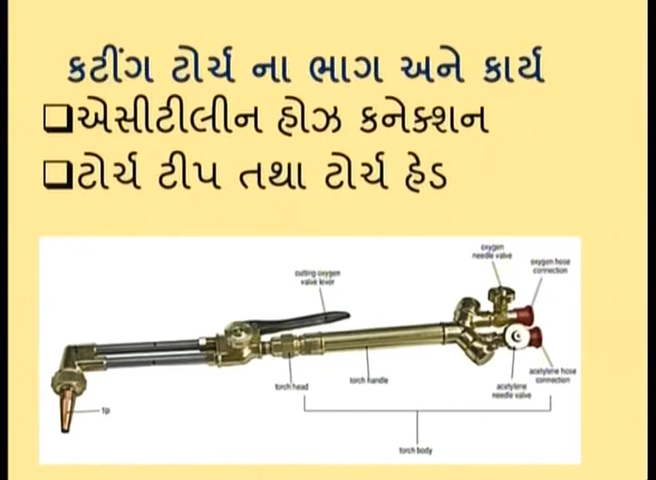 કટીંગ ટોર્ચ ના ભાગ અને કાર્ય
❑એસીટીલીન હોઝ કનેક્શન
❑ટોર્ચ ટીપ તથા ટોર્ચ હેડ
oxygen
needle valve
oxygen hose
connection
cutting oxygen
valve lever
torch head
torch handle
acetylene
needle valve
acetylene hose
connection
tip
torch body